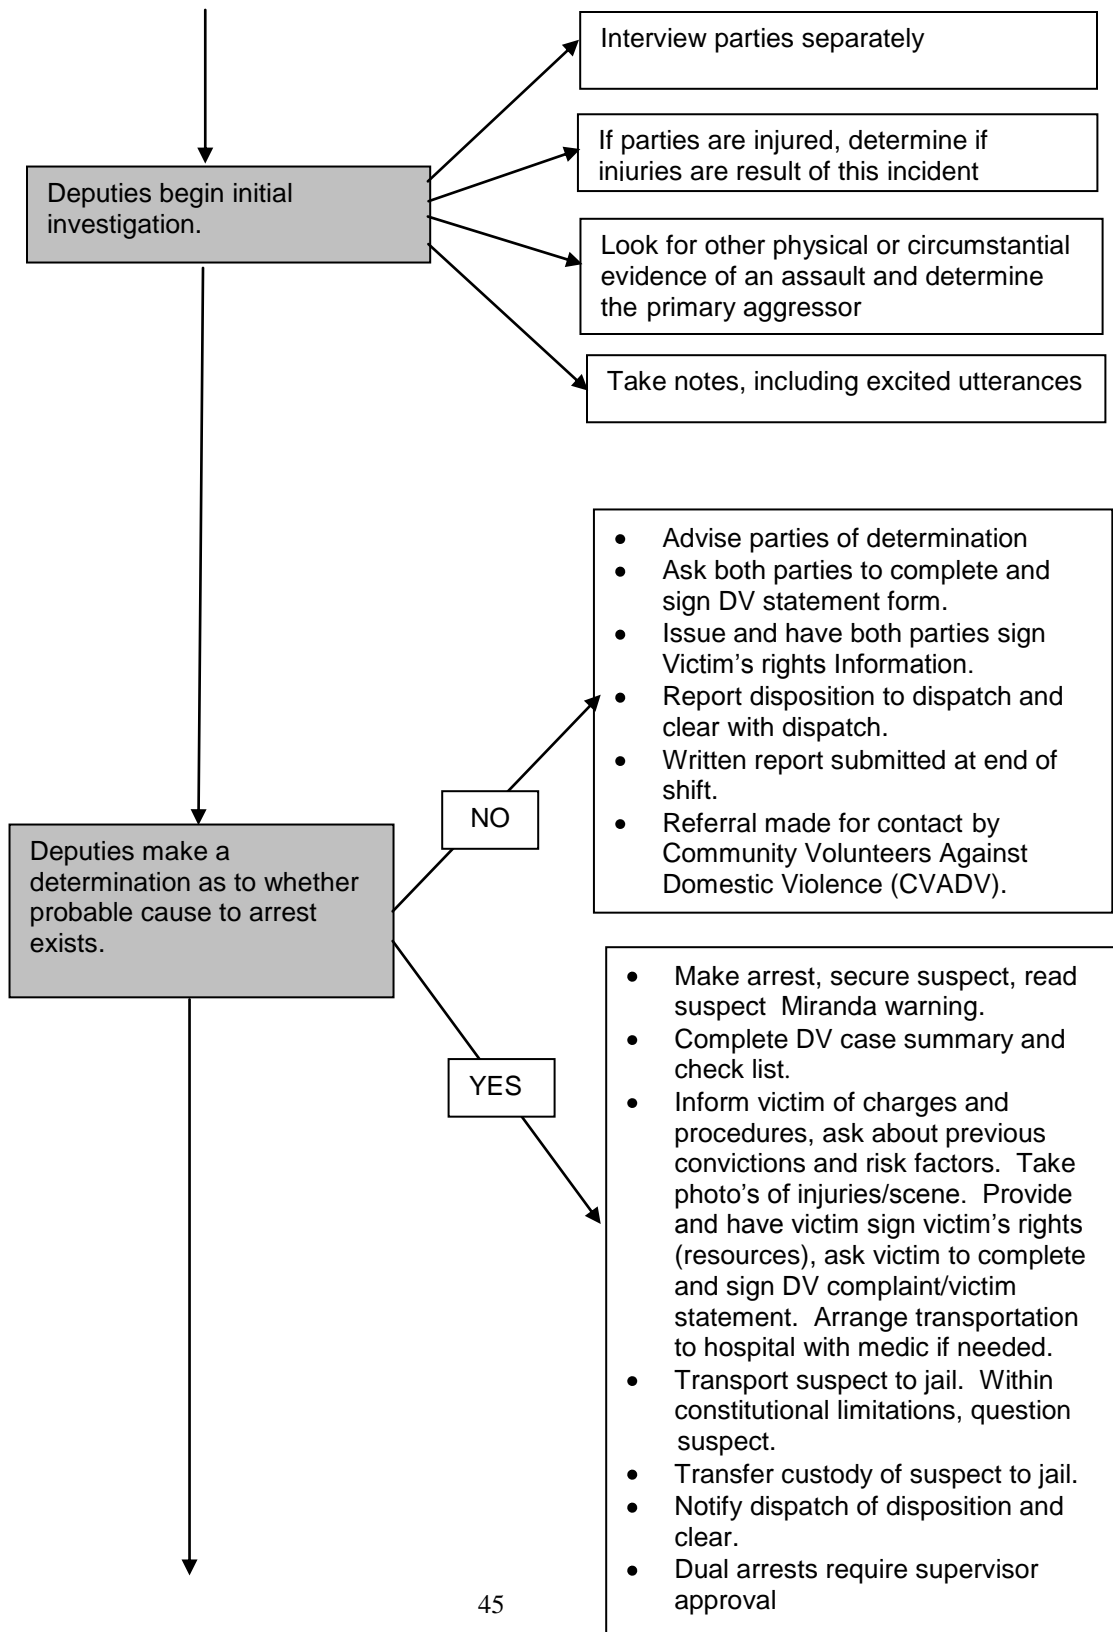 Interview parties separately
If parties are injured, determine if
injuries are result of this incident
Deputies begin initial
investigation.
Look for other physical or circumstantial
evidence of an assault and determine
the primary aggressor
Take notes, including excited utterances
• Advise parties of determination
• Ask both parties to complete and
sign DV statement form.
• Issue and have both parties sign
Victim’s rights Information.
• Report disposition to dispatch and
clear with dispatch.
• Written report submitted at end of
shift.
• Referral made for contact by
Community Volunteers Against
Domestic Violence (CVADV).
NO
Deputies make a
determination as to whether
probable cause to arrest
exists.
YES
• Make arrest, secure suspect, read
suspect Miranda warning.
• Complete DV case summary and
check list.
• Inform victim of charges and
procedures, ask about previous
convictions and risk factors. Take
photo’s of injuries/scene. Provide
and have victim sign victim’s rights
(resources), ask victim to complete
and sign DV complaint/victim
statement. Arrange transportation
to hospital with medic if needed.
• Transport suspect to jail. Within
constitutional limitations, question
suspect.
• Transfer custody of suspect to jail.
• Notify dispatch of disposition and
clear.
• Dual arrests require supervisor
approval
45